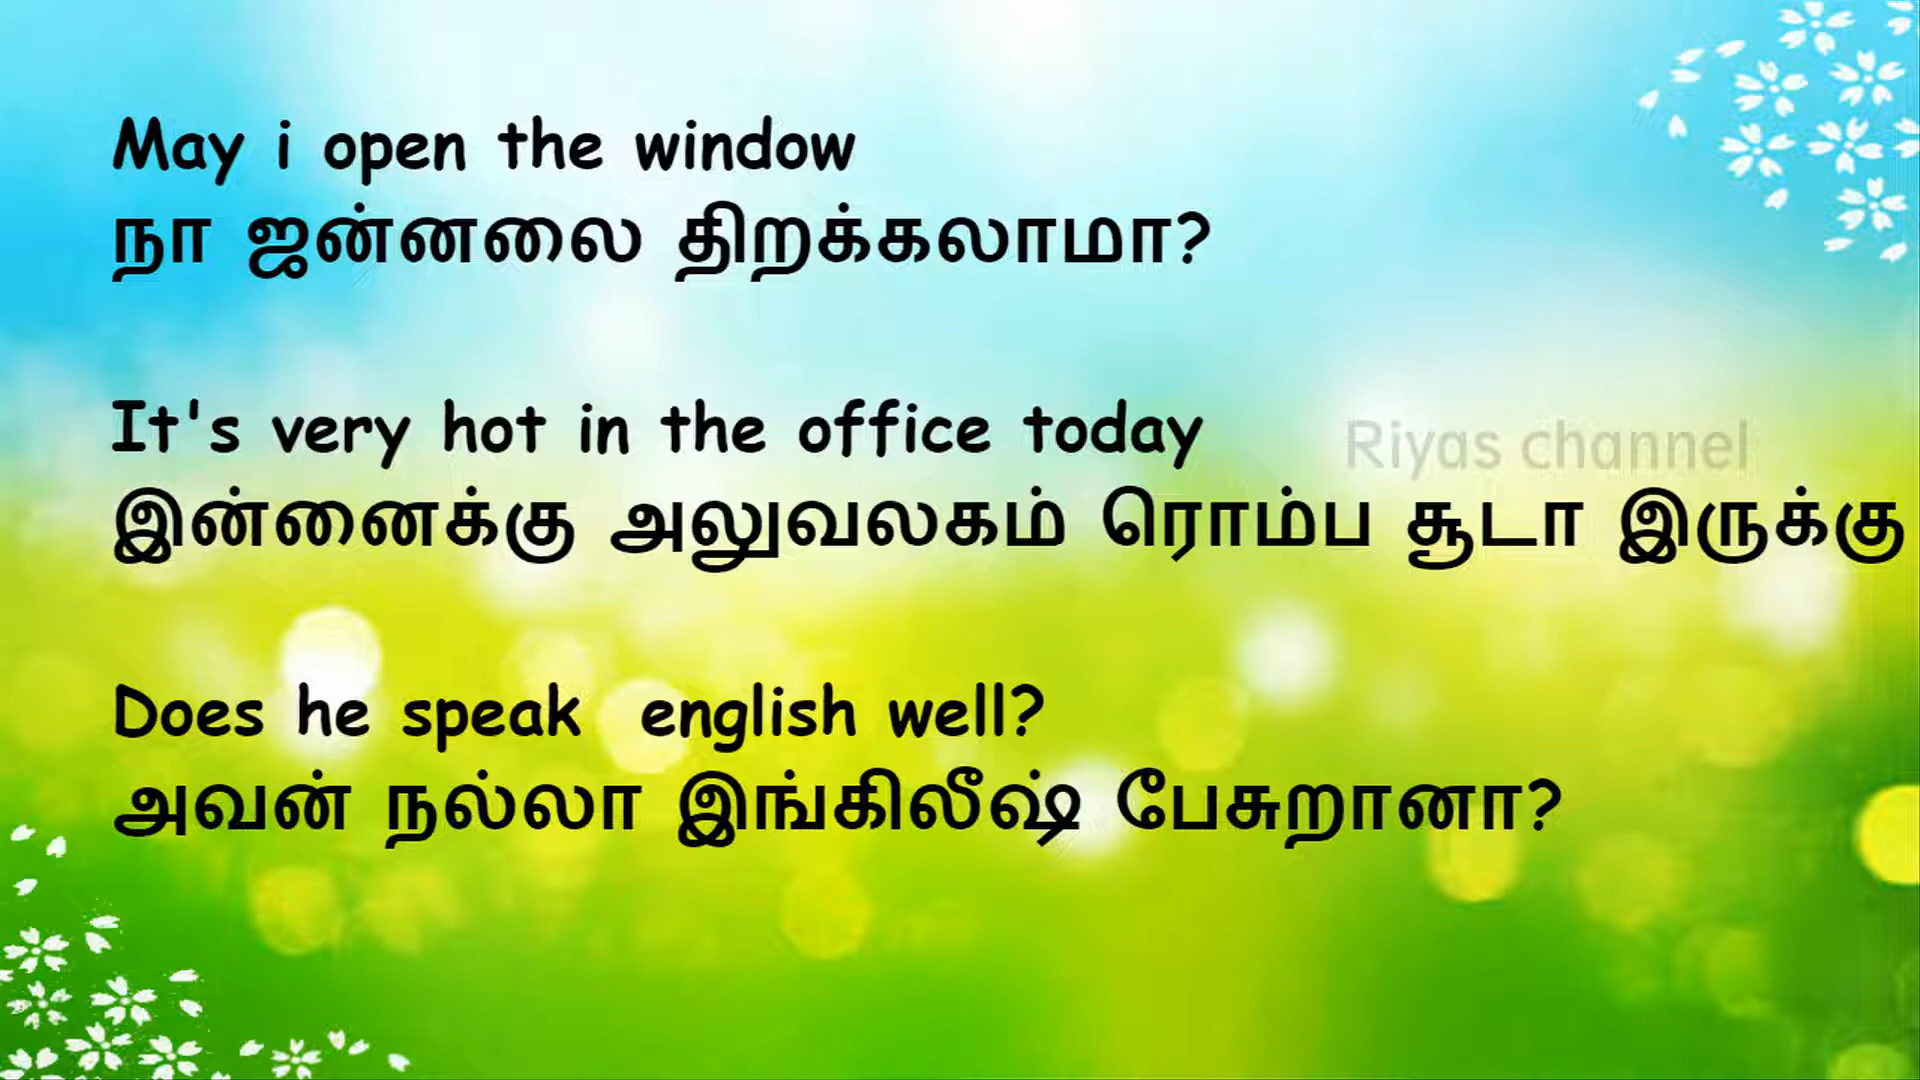 May i open the window
நா ஜன்னலை திறக்கலாமா?
It's very hot in the office today
Riyas channel
இன்னைக்கு அலுவலகம் ரொம்ப சூடா இருக்கு
Does he speak english well?
அவன் நல்லா இங்கிலீஷ் பேசுறானா?